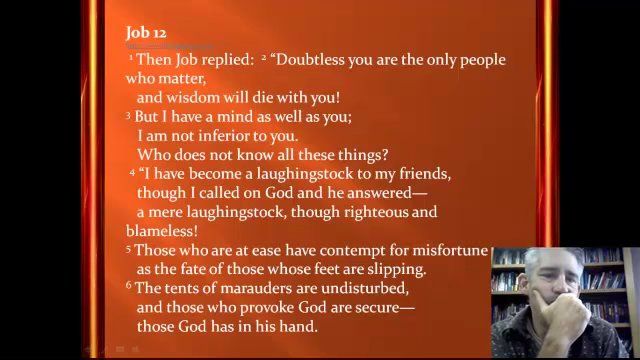 Job 12
1 Then Job replied: 2 “Doubtless you are the only people
who matter,
and wisdom will die with you!
3 But I have a mind as well as you;
I am not inferior to you.
Who does not know all these things?
4 “I have become a laughingstock to my friends,
though I called on God and he answered—
a mere laughingstock, though righteous and
blameless!
5 Those who are at ease have contempt for misfortune
as the fate of those whose feet are slipping.
6 The tents of marauders are undisturbed,
and those who provoke God are secure—
those God has in his hand.